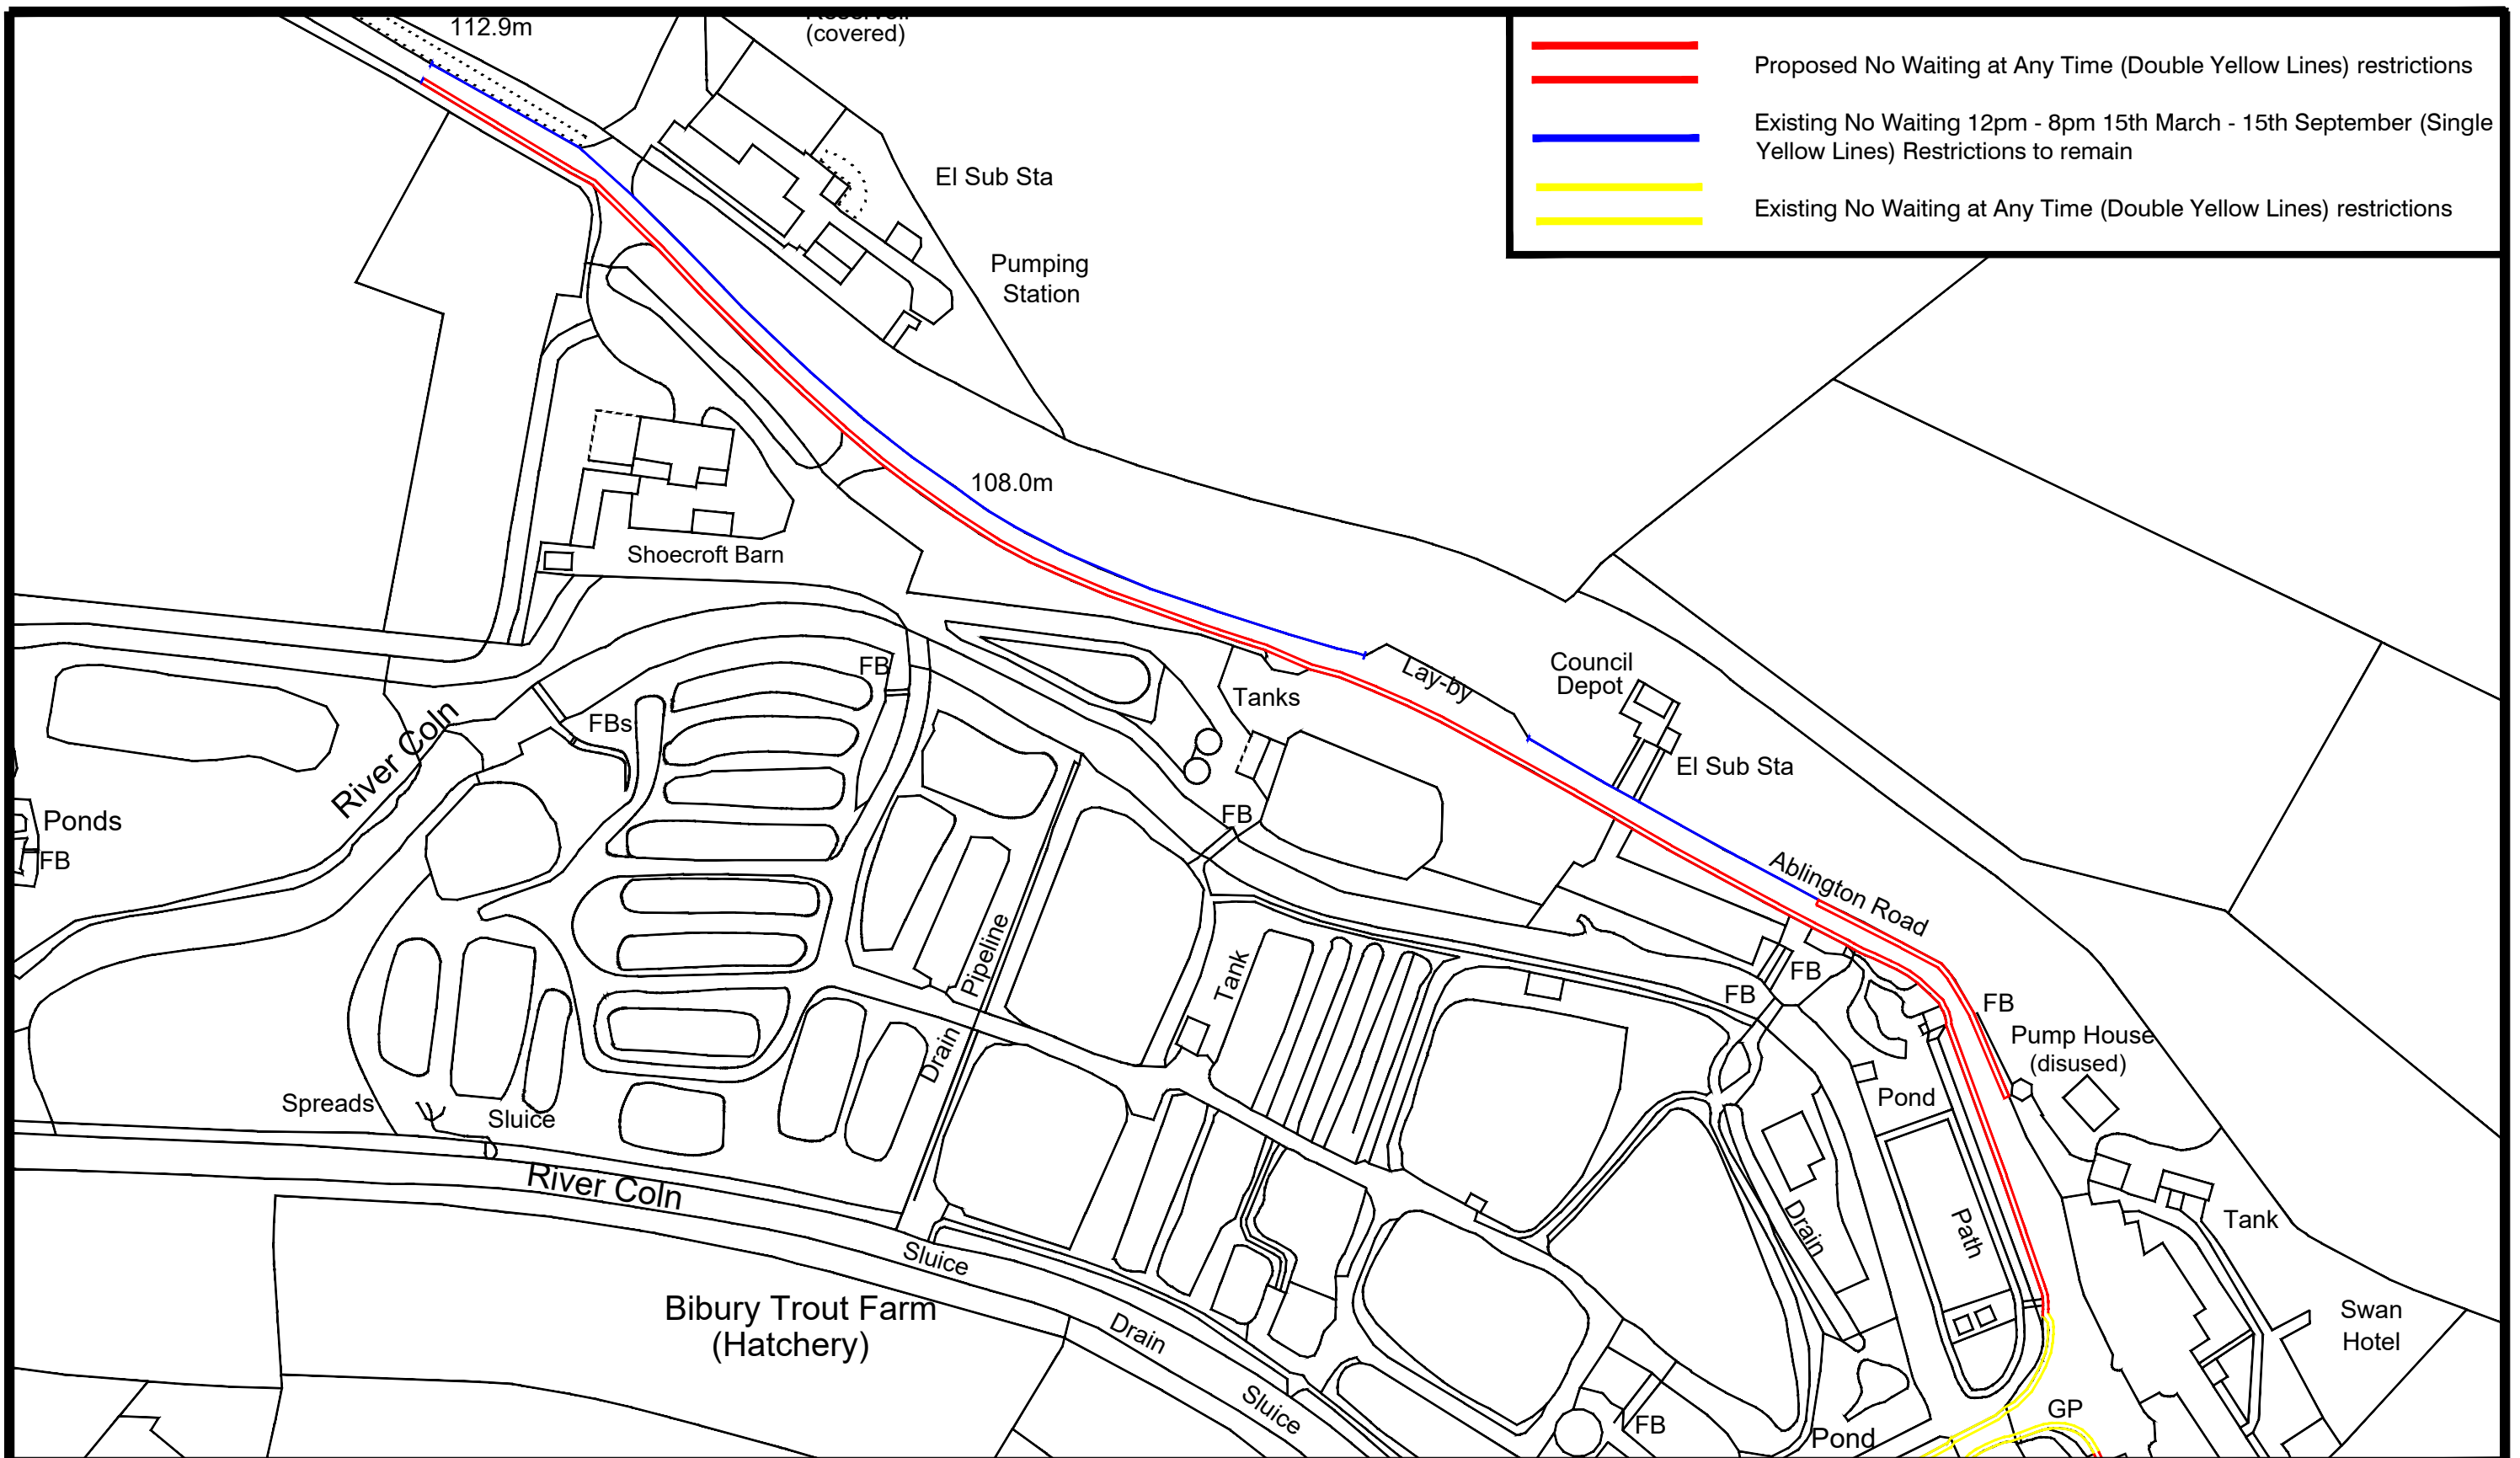 112.9m
(covered)
Proposed No Waiting at Any Time (Double Yellow Lines) restrictions
Existing No Waiting 12pm - 8pm 15th March - 15th September (Single
Yellow Lines) Restrictions to remain
Existing No Waiting at Any Time (Double Yellow Lines) restrictions
El Sub Sta
Pumping
Station
108.0m
Shoecroft Barn
Lay-by
Council
Depot
El Sub Sta
Tanks
FB
FBs
River Coln
Ponds
FB
FB
Ablington Road
Pipeline
Drain
Tank
FB
FB
FB
Pump House
(disused)
Pond
Spreads
Sluice
River Coln
Sluice
Drain
Path
Tank
Bibury Trout Farm
(Hatchery)
Drain
Sluice
Swan
Hotel
GP
FB
Pond